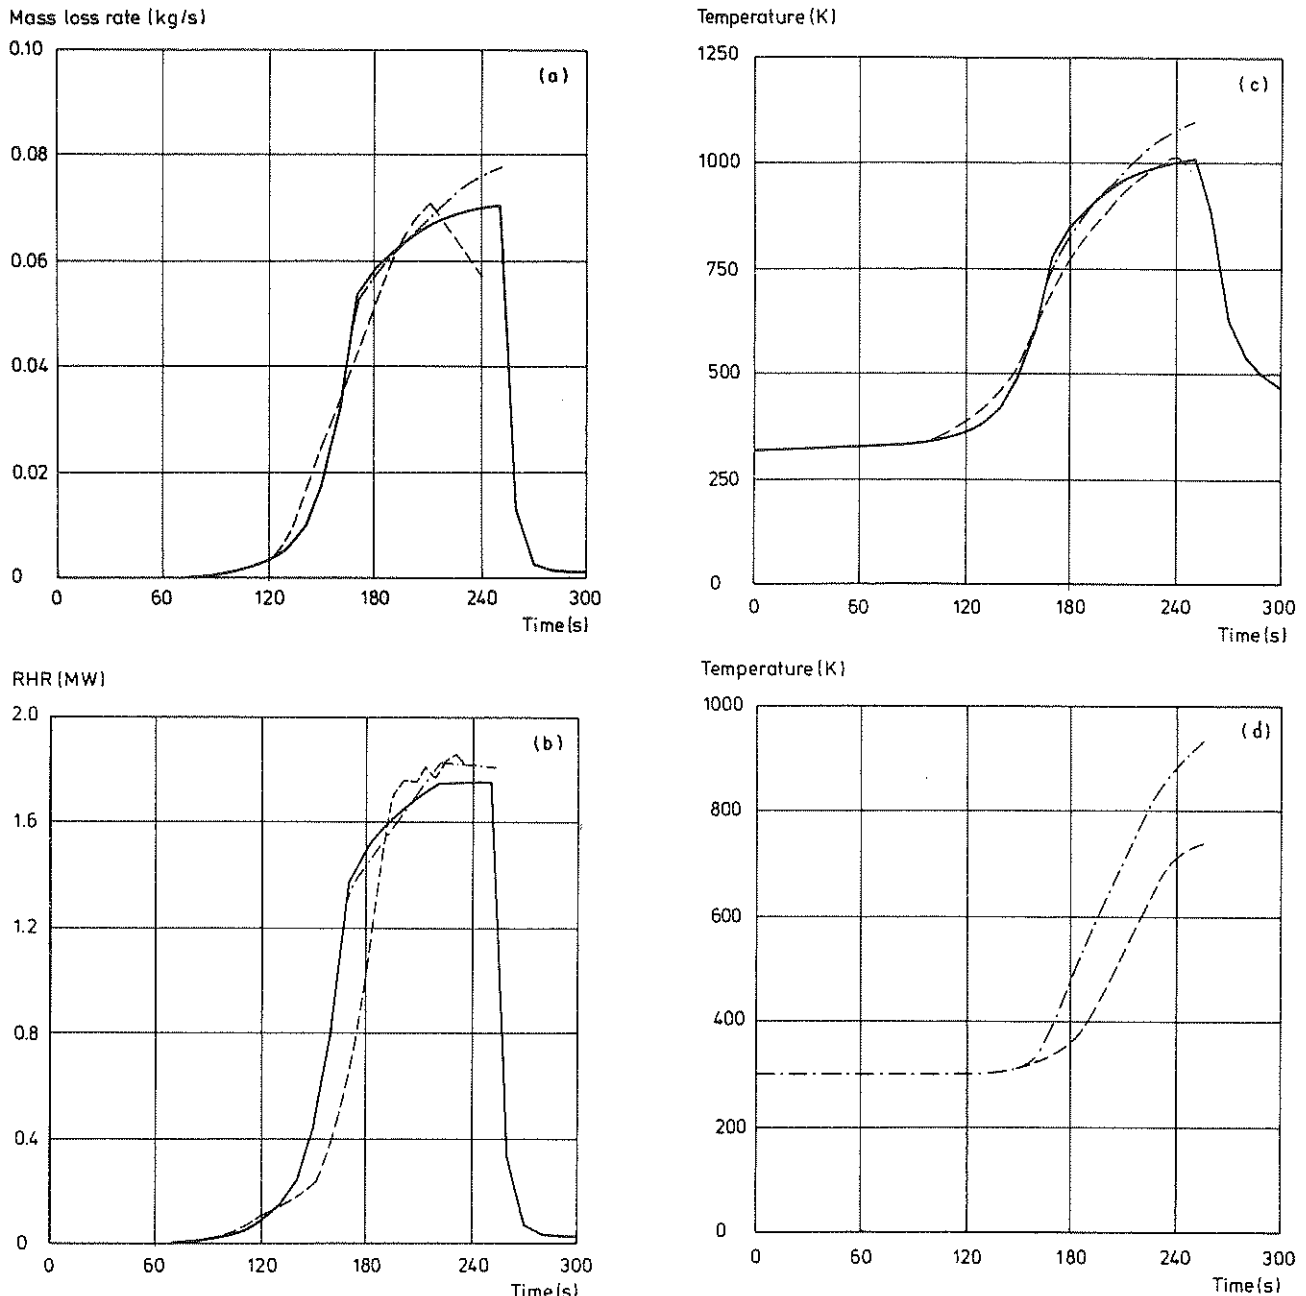 Mass loss rate (kg/s)
0.10
(a)
0.08
0.06
0.04
0.02
0
0 60 120 180 240 300
Time(s)
Temperature (K)
1250
(c)
1000
750
500
250
0
0 60 120 180 240 300
Time(s)
RHR (MW)
2.0
(b)
1.6
1.2
0.8
0.4
0
0 60 120 180 240 300
Time(s)
Temperature (K)
1000
(d)
800
600
400
200
0
0 60 120 180 240 300
Time(s)